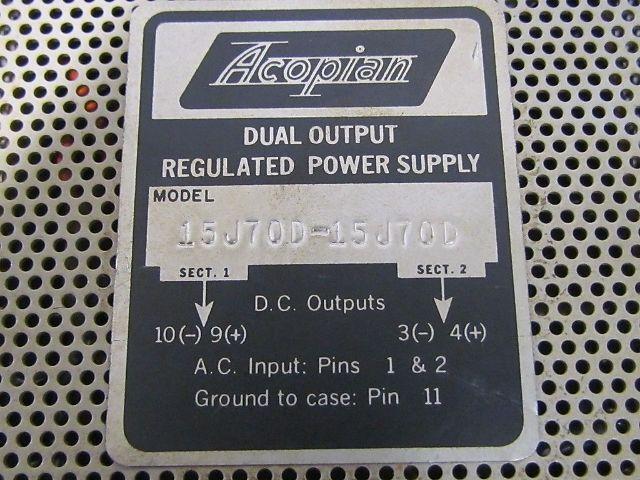 Acopian
DUAL OUTPUT
REGULATED POWER SUPPLY
MODEL
15J70D-15J70D
SECT. 1 SECT. 2
D.C. Outputs
10(-) 9(+) 3(-) 4(+)
A.C. Input: Pins 1 & 2
Ground to case: Pin 11